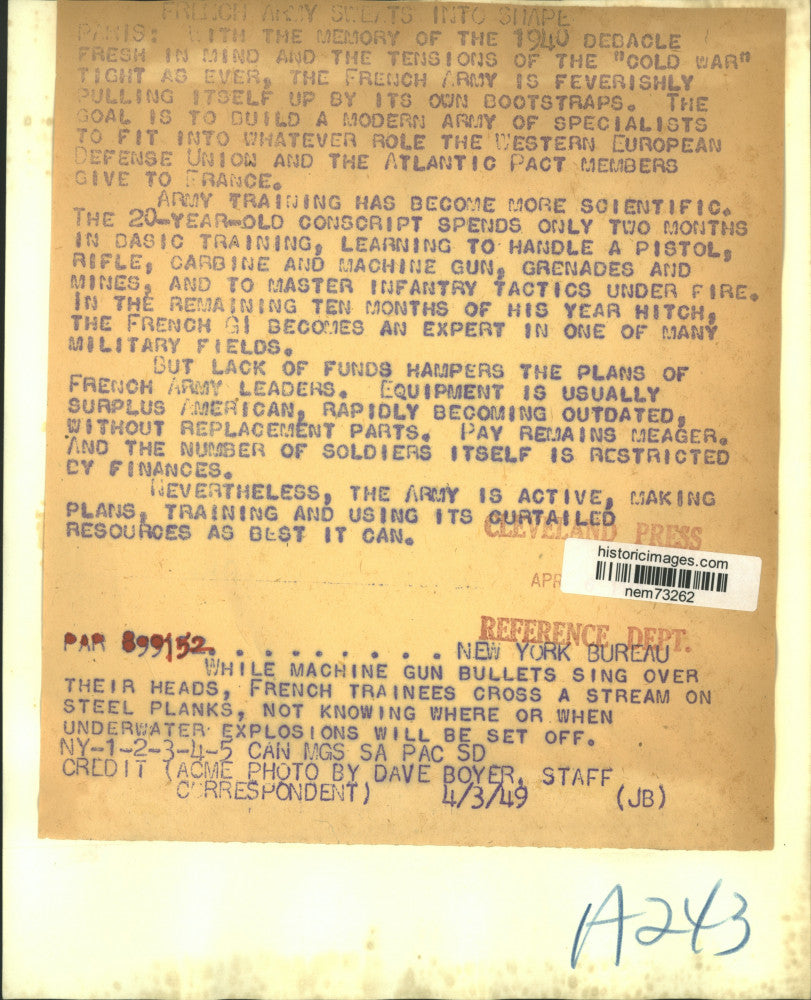 FRENCH ARMY SWEATS INTO SHAPE
PARIS: WITH THE MEMORY OF THE 1940 DEBACLE
FRESH IN MIND AND THE TENSIONS OF THE "COLD WAR"
TIGHT AS EVER, THE FRENCH ARMY IS FEVERISHLY
PULLING ITSELF UP BY ITS OWN BOOTSTRAPS. THE
GOAL IS TO BUILD A MODERN ARMY OF SPECIALISTS
TO FIT INTO WHATEVER ROLE THE WESTERN EUROPEAN
DEFENSE UNION AND THE ATLANTIC PACT MEMBERS
GIVE TO FRANCE.
ARMY TRAINING HAS BECOME MORE SCIENTIFIC.
THE 20-YEAR-OLD CONSCRIPT SPENDS ONLY TWO MONTHS
IN BASIC TRAINING, LEARNING TO HANDLE A PISTOL,
RIFLE, CARBINE AND MACHINE GUN, GRENADES AND
MINES, AND TO MASTER INFANTRY TACTICS UNDER FIRE.
IN THE REMAINING TEN MONTHS OF HIS YEAR HITCH,
THE FRENCH GI BECOMES AN EXPERT IN ONE OF MANY
MILITARY FIELDS.
BUT LACK OF FUNDS HAMPERS THE PLANS OF
FRENCH ARMY LEADERS. EQUIPMENT IS USUALLY
SURPLUS AMERICAN, RAPIDLY BECOMING OUTDATED,
WITHOUT REPLACEMENT PARTS. PAY REMAINS MEAGER.
AND THE NUMBER OF SOLDIERS ITSELF IS RESTRICTED
BY FINANCES.
NEVERTHELESS, THE ARMY IS ACTIVE, MAKING
PLANS, TRAINING AND USING ITS CURTAILED
RESOURCES AS BEST IT CAN.
CLEVELAND PRESS
historicimages.com
APR
nem73262
REFERENCE DEPT.
PAR 899152. . . . . . . . . NEW YORK BUREAU
WHILE MACHINE GUN BULLETS SING OVER
THEIR HEADS, FRENCH TRAINEES CROSS A STREAM ON
STEEL PLANKS, NOT KNOWING WHERE OR WHEN
UNDERWATER EXPLOSIONS WILL BE SET OFF.
NY-1-2-3-4-5 CAN MGS SA PAC SD
CREDIT (ACME PHOTO BY DAVE BOYER, STAFF
CORRESPONDENT) 4/3/49 (JB)
A243